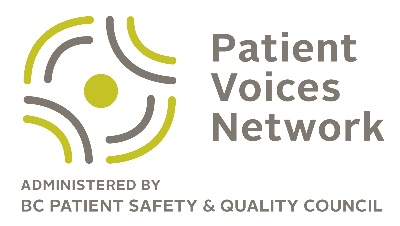 Patient
Voices
Network
ADMINISTERED BY
BC PATIENT SAFETY & QUALITY COUNCIL